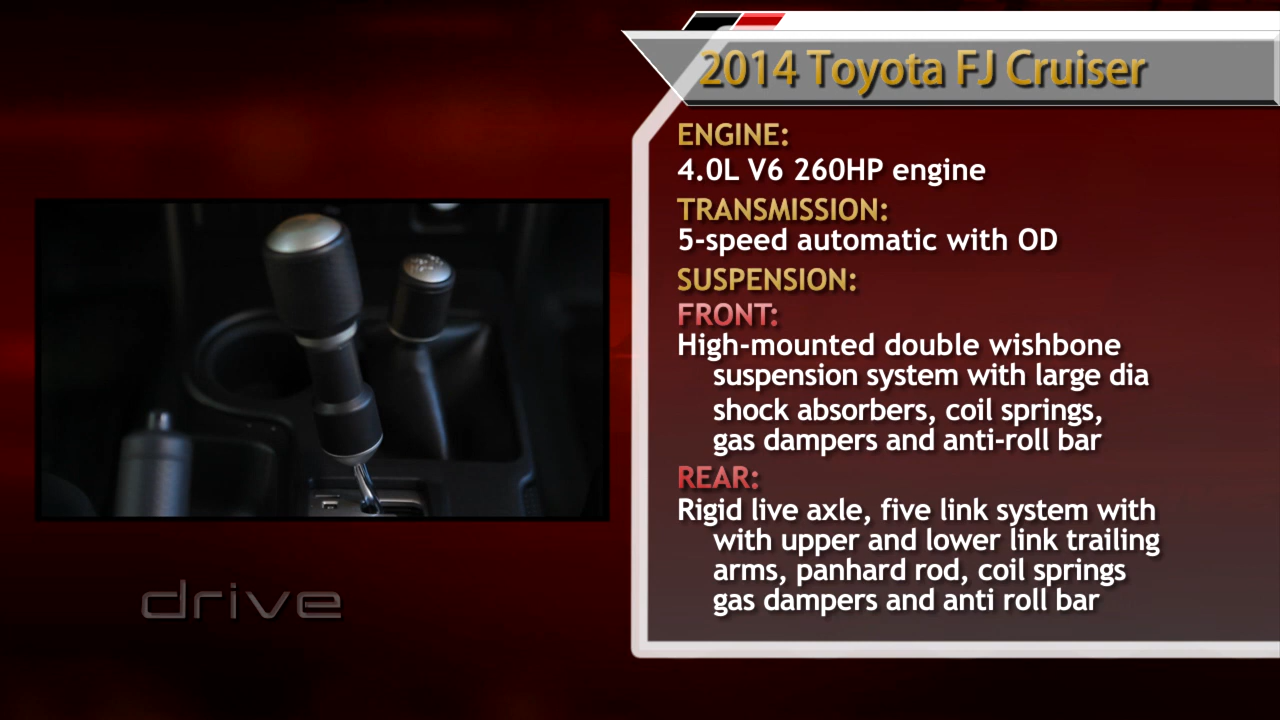 2014 Toyota FJ Cruiser
ENGINE:
4.0L V6 260HP engine
TRANSMISSION:
5-speed automatic with OD
SUSPENSION:
FRONT:
High-mounted double wishbone
suspension system with large dia
shock absorbers, coil springs,
gas dampers and anti-roll bar
REAR:
Rigid live axle, five link system with
with upper and lower link trailing
arms, panhard rod, coil springs
gas dampers and anti roll bar
drive